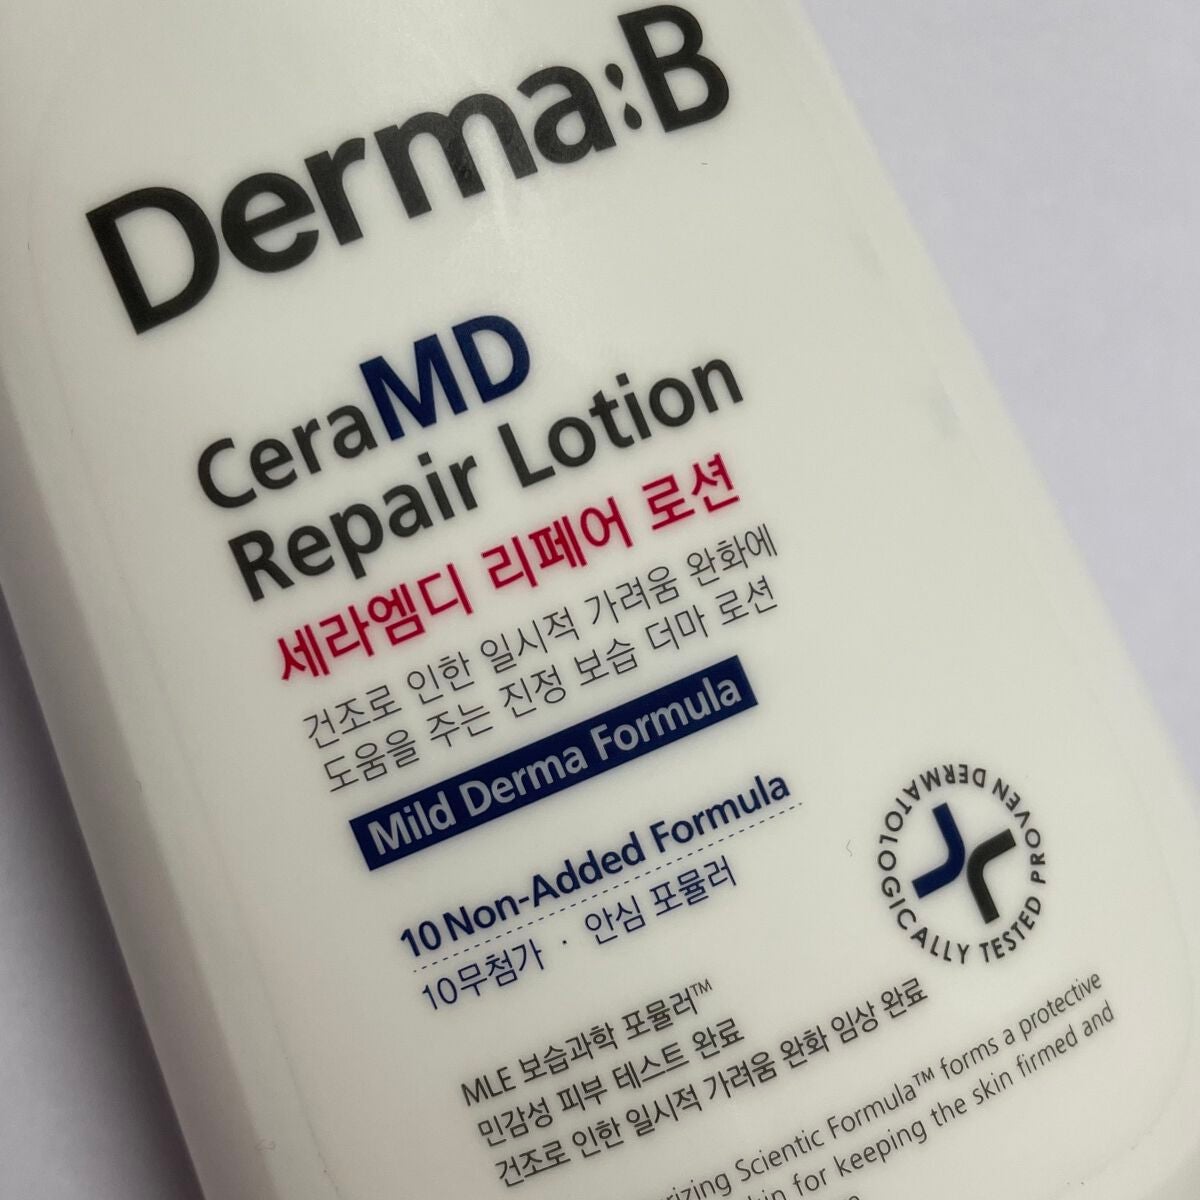 Derma:B
CeraMD
Repair Lotion
세라엠디 리페어 로션
건조로 인한 일시적 가려움 완화에
도움을 주는 진정 보습 더마 로션
Mild Derma Formula
10 Non-Added Formula
10무첨가 · 안심 포뮬러
DERMATOLOGICALLY TESTED PROVEN
MLE 보습과학 포뮬러™
민감성 피부 테스트 완료
건조로 인한 일시적 가려움 완화 임상 완료
Scientic Formula™ forms a protective
for keeping the skin firmed and